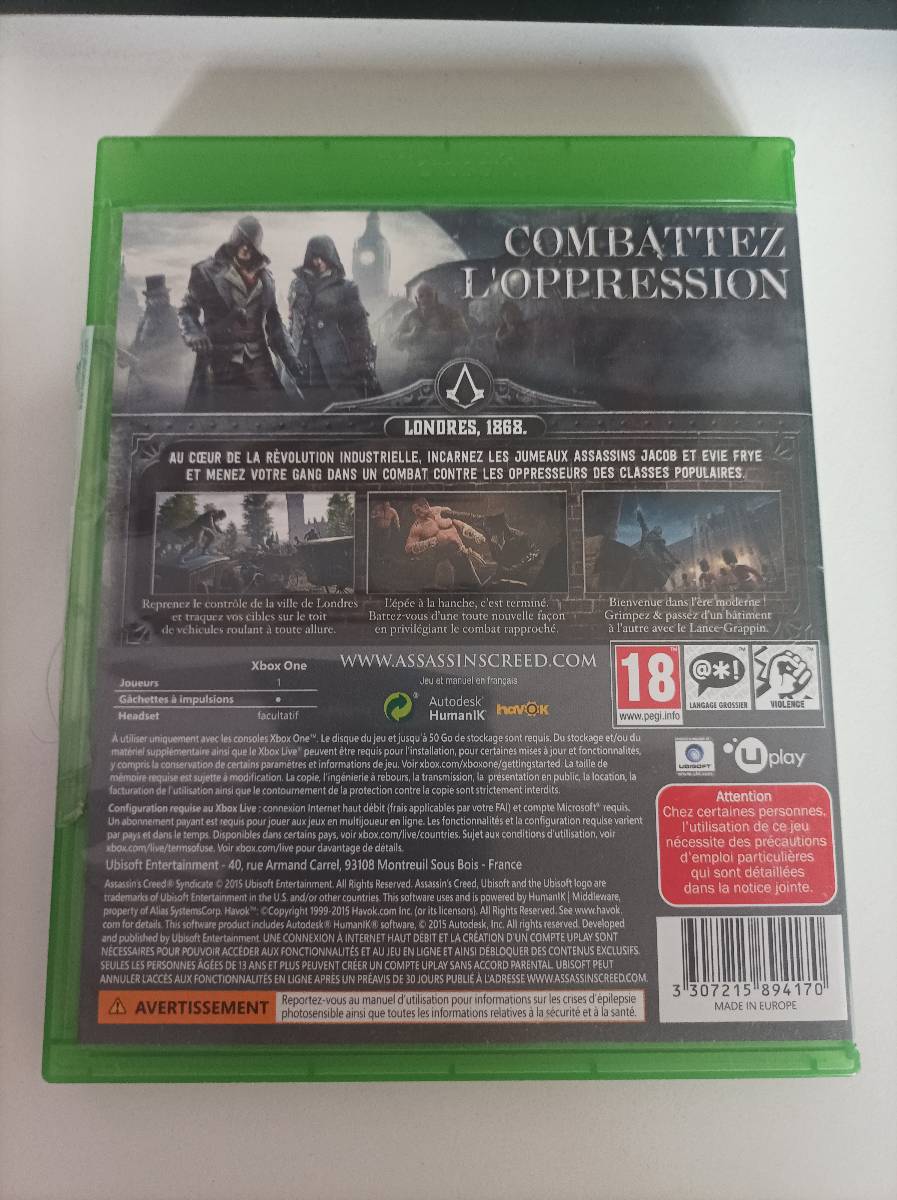 COMBATTEZ
L'OPPRESSION
LONDRES, 1868.
AU CŒUR DE LA RÉVOLUTION INDUSTRIELLE, INCARNEZ LES JUMEAUX ASSASSINS JACOB ET EVIE FRYE
ET MENEZ VOTRE GANG DANS UN COMBAT CONTRE LES OPPRESSEURS DES CLASSES POPULAIRES.
Reprenez le contrôle de la ville de Londres
et traquez vos cibles sur le toit
de véhicules roulant à toute allure.
L'épée à la hanche, c'est terminé.
Battez-vous d'une toute nouvelle façon
en privilégiant le combat rapproché.
Bienvenue dans l'ère moderne !
Grimpez & passez d'un bâtiment
à l'autre avec le Lance-Grappin.
Xbox One
Joueurs 1
Gâchettes à impulsions •
Headset facultatif
WWW.ASSASSINSCREED.COM
Jeu et manuel en français
Autodesk®
HumanIK®
havok
18
www.pegi.info
@*!
LANGAGE GROSSIER
VIOLENCE
À utiliser uniquement avec les consoles Xbox One™. Le disque du jeu et jusqu'à 50 Go de stockage sont requis. Du stockage et/ou du
matériel supplémentaire ainsi que le Xbox Live® peuvent être requis pour l'installation, pour certaines mises à jour et fonctionnalités,
y compris la conservation de certains paramètres et informations de jeu. Voir xbox.com/xboxone/gettingstarted. La taille de
mémoire requise est sujette à modification. La copie, l'ingénierie à rebours, la transmission, la présentation en public, la location, la
facturation de l'utilisation ainsi que le contournement de la protection contre la copie sont strictement interdits.
Configuration requise au Xbox Live : connexion Internet haut débit (frais applicables par votre FAI) et compte Microsoft® requis.
Un abonnement payant est requis pour jouer aux jeux en multijoueur en ligne. Les fonctionnalités et la configuration requise varient
par pays et dans le temps. Disponibles dans certains pays, voir xbox.com/live/countries. Sujet aux conditions d'utilisation, voir
xbox.com/live/termsofuse. Voir xbox.com/live pour davantage de détails.
Ubisoft Entertainment - 40, rue Armand Carrel, 93108 Montreuil Sous Bois - France
Assassin's Creed® Syndicate © 2015 Ubisoft Entertainment. All Rights Reserved. Assassin's Creed, Ubisoft and the Ubisoft logo are
trademarks of Ubisoft Entertainment in the U.S. and/or other countries. This software uses and is powered by HumanIK | Middleware,
property of Alias SystemsCorp. Havok™; ©Copyright 1999-2015 Havok.com Inc. (or its licensors). All Rights Reserved. See www.havok.
com for details. This software product includes Autodesk® HumanIK® software, © 2015 Autodesk, Inc. All rights reserved. Developed
and published by Ubisoft Entertainment. UNE CONNEXION À INTERNET HAUT DÉBIT ET LA CRÉATION D'UN COMPTE UPLAY SONT
NÉCESSAIRES POUR POUVOIR ACCÉDER AUX FONCTIONNALITÉS ET AU JEU EN LIGNE ET AINSI DÉBLOQUER DES CONTENUS EXCLUSIFS.
SEULES LES PERSONNES ÂGÉES DE 13 ANS ET PLUS PEUVENT CRÉER UN COMPTE UPLAY SANS ACCORD PARENTAL. UBISOFT PEUT
ANNULER L'ACCÈS AUX FONCTIONNALITÉS EN LIGNE APRÈS UN PRÉAVIS DE 30 JOURS PUBLIÉ À L'ADRESSE WWW.ASSASSINSCREED.COM.
UBISOFT
Uplay
Attention
Chez certaines personnes,
l'utilisation de ce jeu
nécessite des précautions
d'emploi particulières
qui sont détaillées
dans la notice jointe.
AVERTISSEMENT
Reportez-vous au manuel d'utilisation pour informations sur les crises d'épilepsie
photosensible ainsi que toutes les informations relatives à la sécurité et à la santé.
3 307215 894170
MADE IN EUROPE